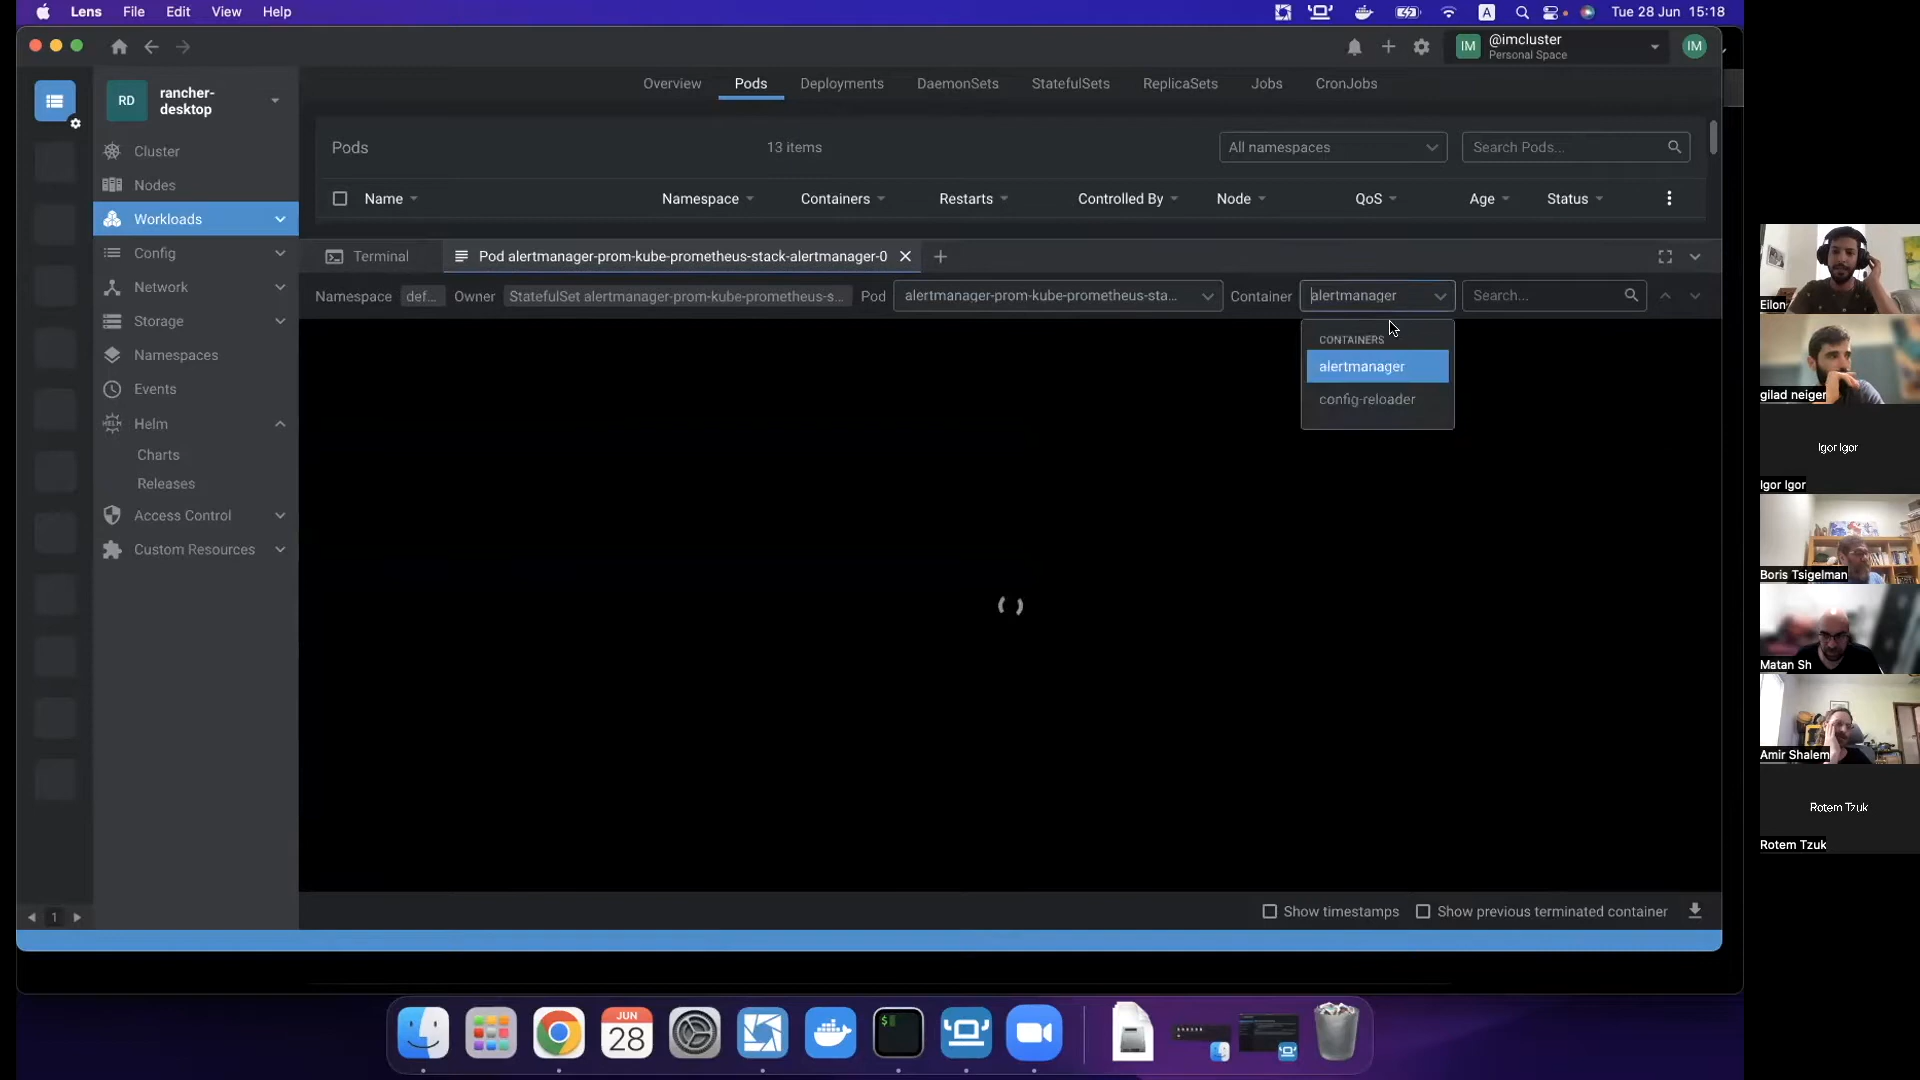 Lens File Edit View Help
A Tue 28 Jun 15:18
IM @imcluster IM
Personal Space
RD rancher-
desktop
Overview Pods Deployments DaemonSets StatefulSets ReplicaSets Jobs CronJobs
Pods 13 items All namespaces Search Pods...
Name Namespace Containers Restarts Controlled By Node QoS Age Status
Terminal Pod alertmanager-prom-kube-prometheus-stack-alertmanager-0
Namespace def... Owner StatefulSet alertmanager-prom-kube-prometheus-s... Pod alertmanager-prom-kube-prometheus-sta... Container alertmanager Search...
CONTAINERS
alertmanager
config-reloader
Cluster
Nodes
Workloads
Config
Network
Storage
Namespaces
Events
HELM Helm
Charts
Releases
Access Control
Custom Resources
1
Show timestamps Show previous terminated container
JUN
28
$
Eilon
gilad neiger
Igor Igor
Igor Igor
Boris Tsigelman
Matan Sh
Amir Shalem
Rotem Tzuk
Rotem Tzuk